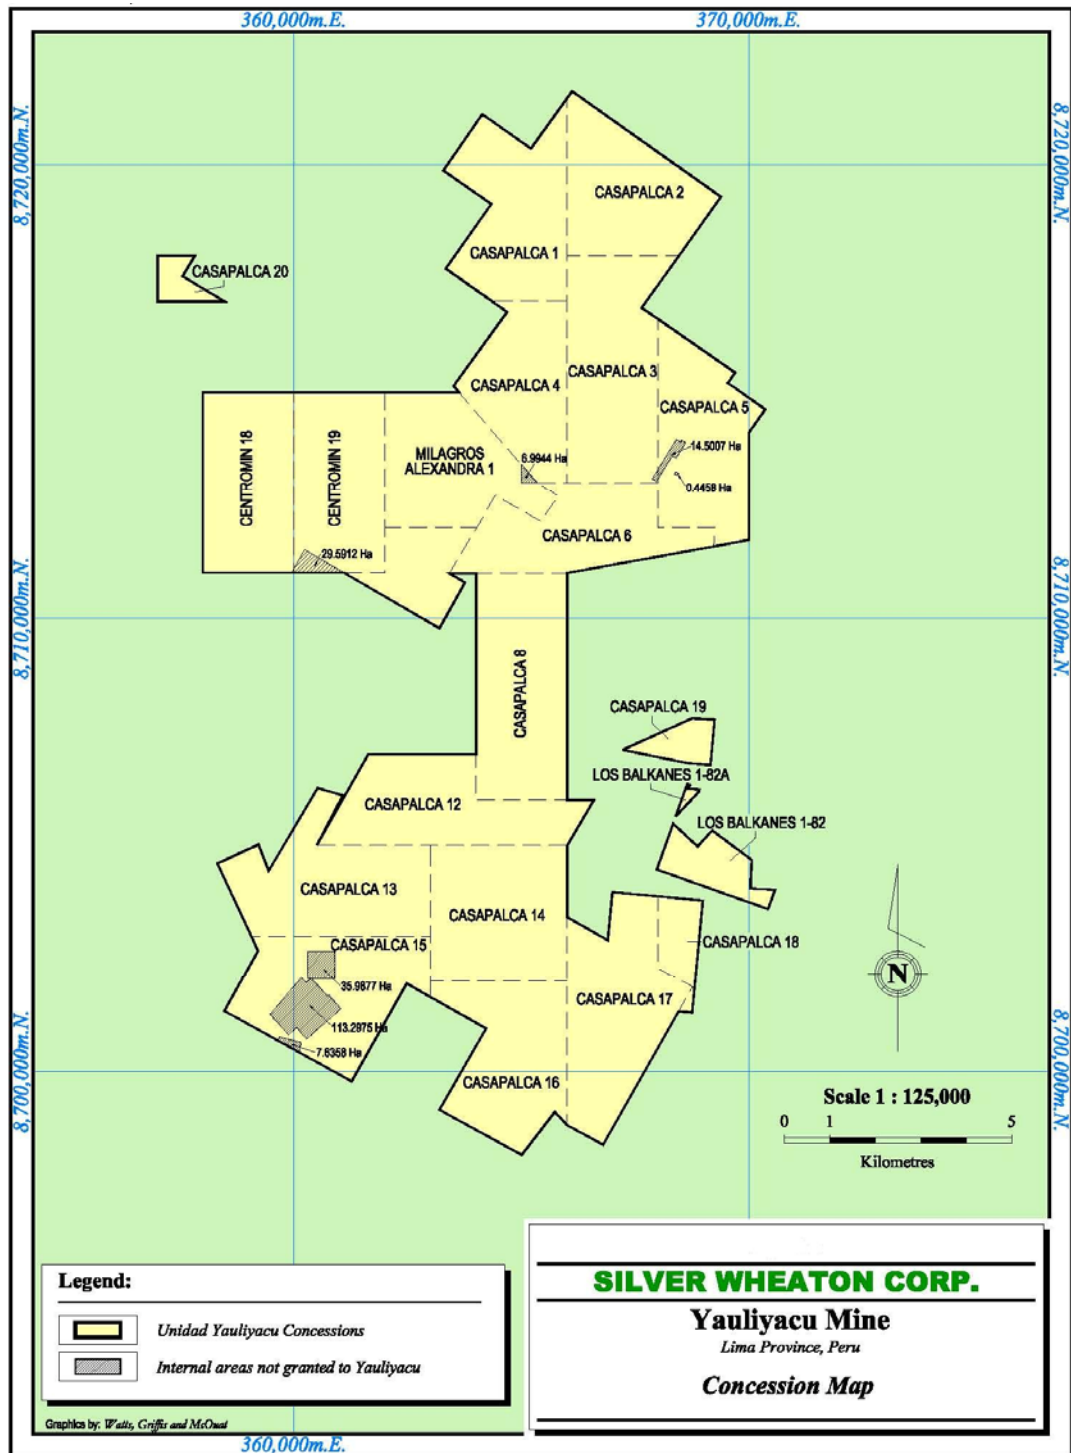 360,000m.E.
370,000m.E.
8,720,000m.N.
8,720,000m.N.
CASAPALCA 2
CASAPALCA 1
CASAPALCA 20
CASAPALCA 3
CASAPALCA 4
CASAPALCA 5
CENTROMIN 18
CENTROMIN 19
MILAGROS
ALEXANDRA 1
6.9944 Ha
14.5007 Ha
0.4458 Ha
CASAPALCA 6
29.5912 Ha
8,710,000m.N.
8,710,000m.N.
CASAPALCA 8
CASAPALCA 19
LOS BALKANES 1-82A
CASAPALCA 12
LOS BALKANES 1-82
CASAPALCA 13
CASAPALCA 14
CASAPALCA 15
CASAPALCA 18
35.9877 Ha
CASAPALCA 17
113.2975 Ha
7.6358 Ha
8,700,000m.N.
8,700,000m.N.
CASAPALCA 16
N
Scale 1 : 125,000
0 1 5
Kilometres
Legend:
Unidad Yauliyacu Concessions
Internal areas not granted to Yauliyacu
SILVER WHEATON CORP.
Yauliyacu Mine
Lima Province, Peru
Concession Map
Graphics by: Watts, Griffis and McOuat
360,000m.E.